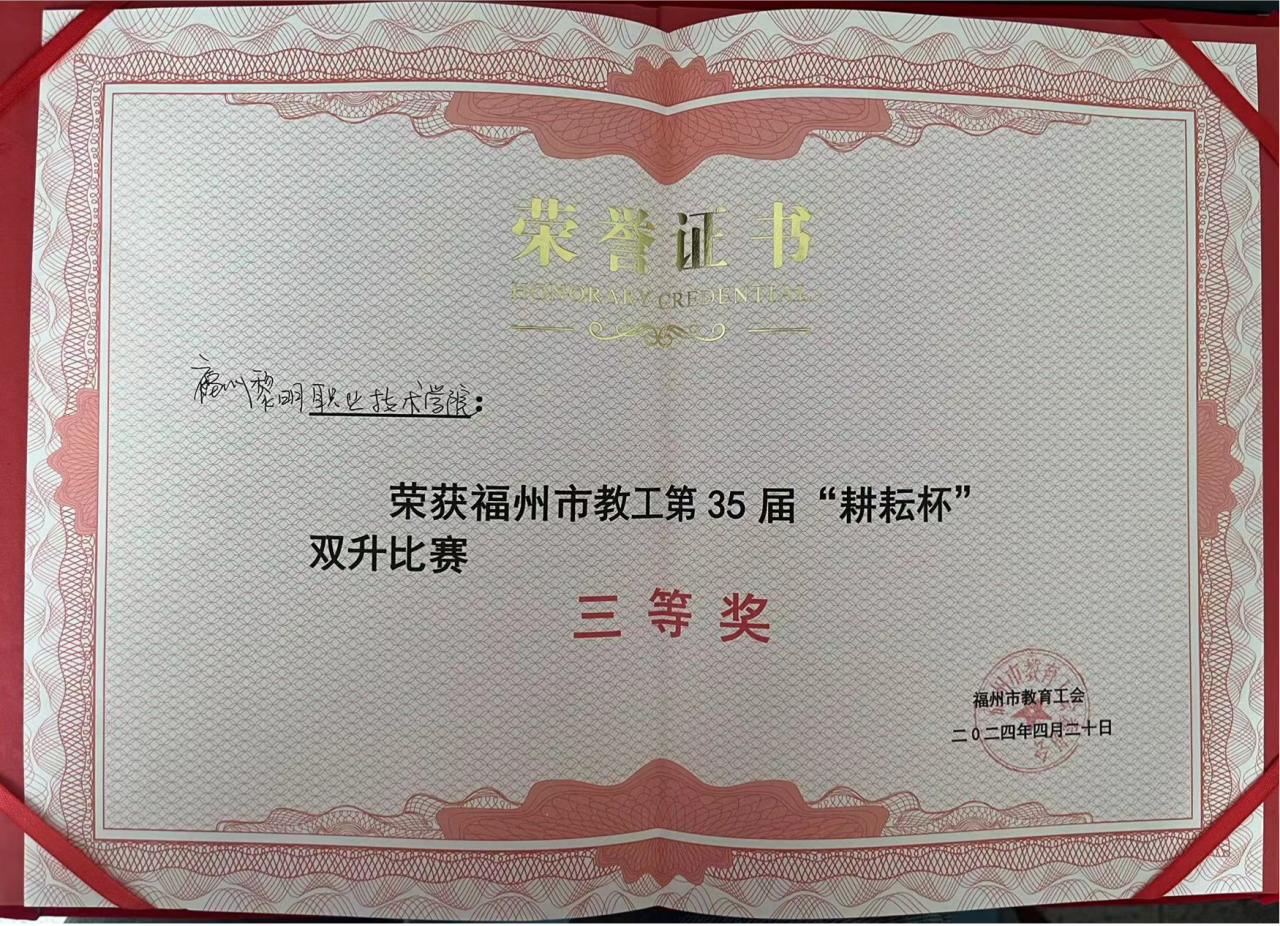 荣誉证书
HONORARY CREDENTIAL
福州黎明职业技术学院：
荣获福州市教工第35届“耕耘杯”
双升比赛
三等奖
福州市教育工会
二0二四年四月二十日